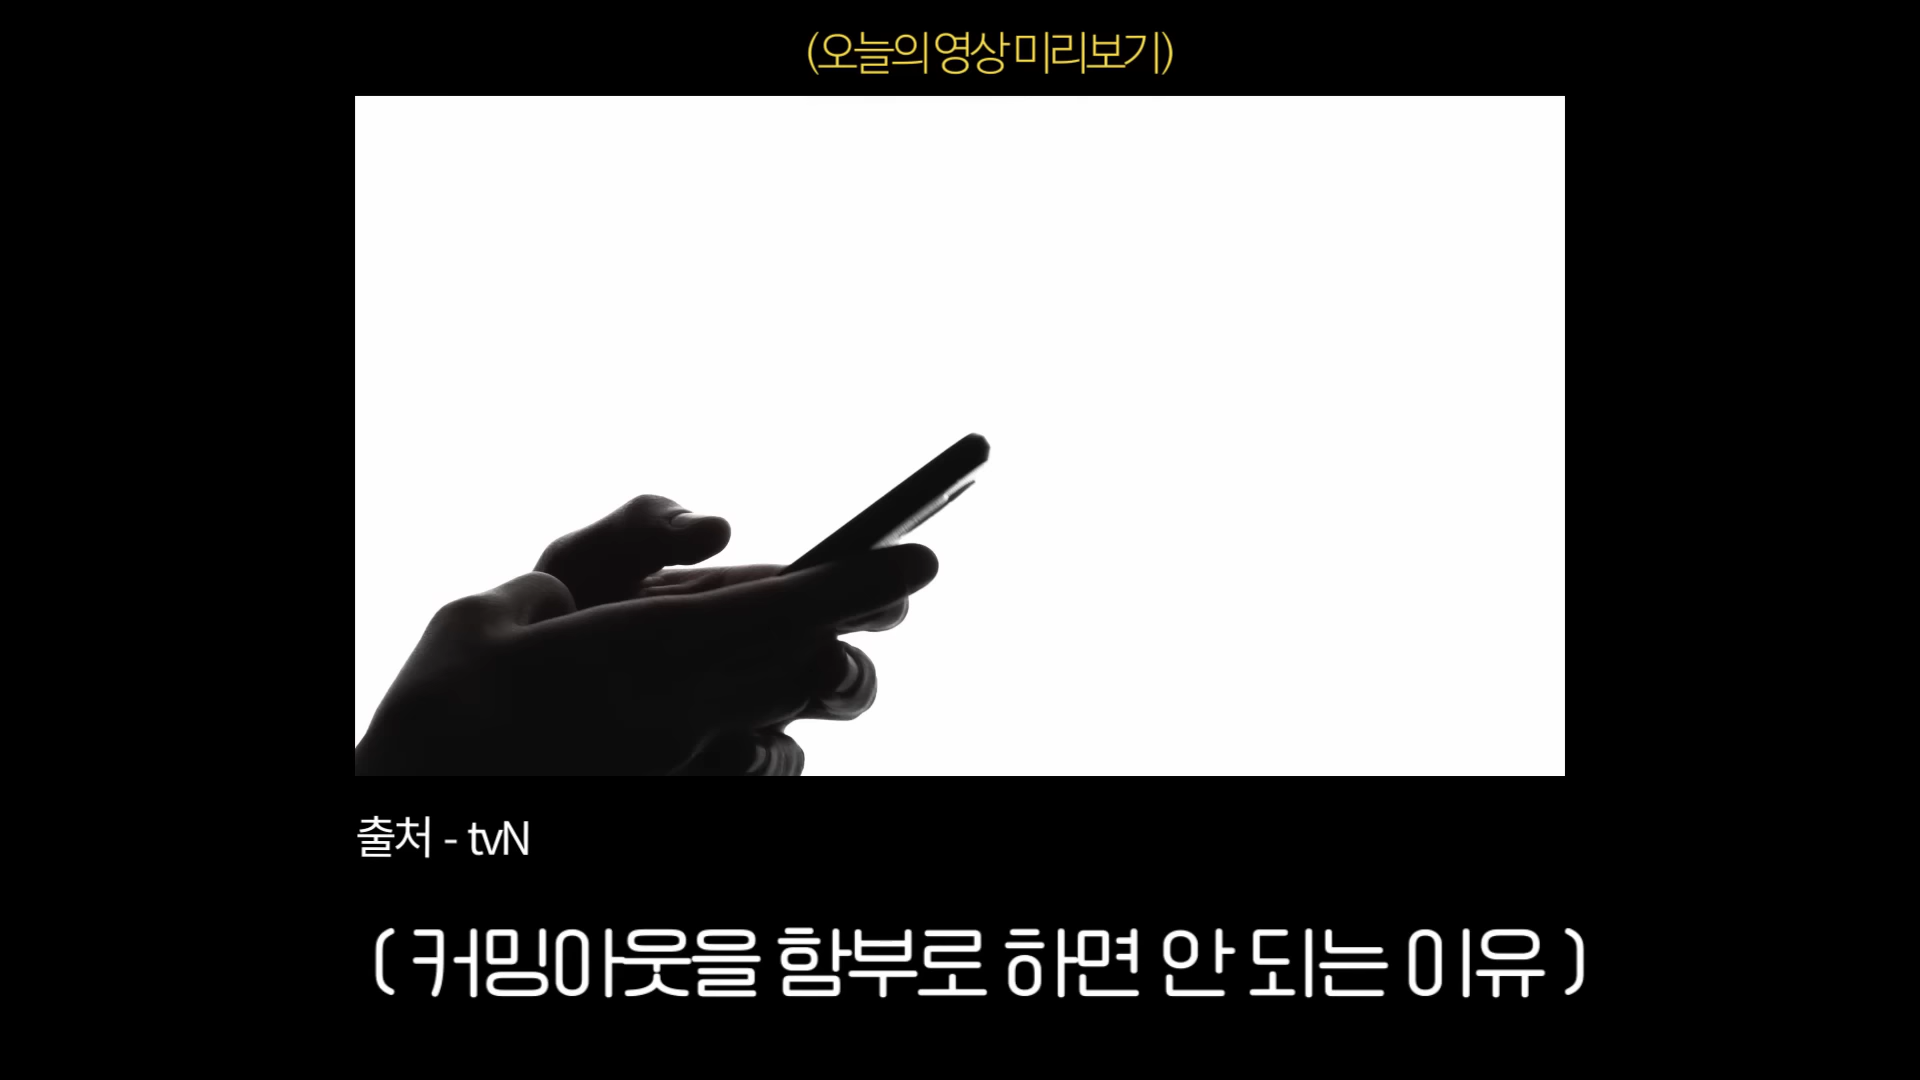 (오늘의 영상 미리보기)
출처 - tvN
( 커밍아웃을 함부로 하면 안 되는 이유 )